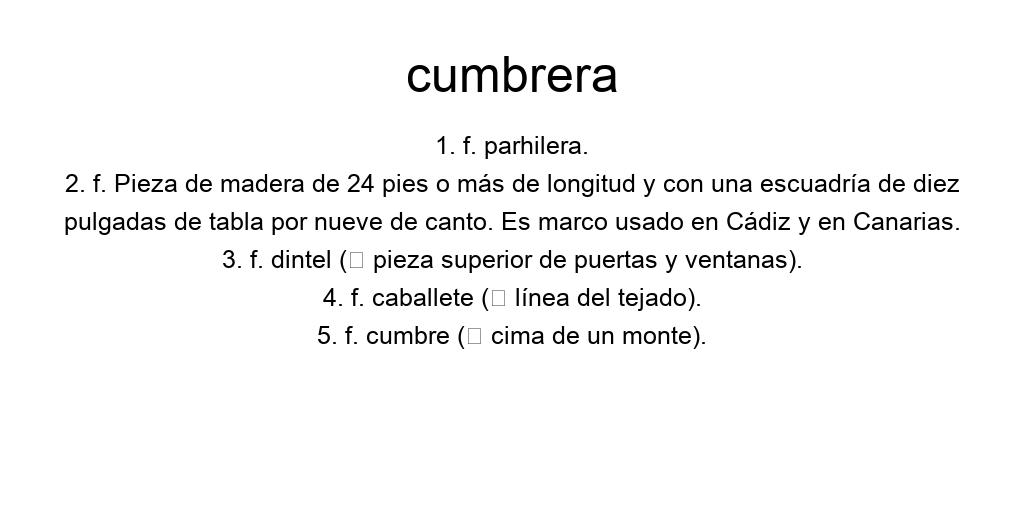 cumbrera
1. f. parhilera.
2. f. Pieza de madera de 24 pies o más de longitud y con una escuadría de diez
pulgadas de tabla por nueve de canto. Es marco usado en Cádiz y en Canarias.
3. f. dintel (□ pieza superior de puertas y ventanas).
4. f. caballete (□ línea del tejado).
5. f. cumbre (□ cima de un monte).